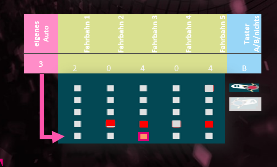 eigenes Auto
Fahrbahn 1
Fahrbahn 2
Fahrbahn 3
Fahrbahn 4
Fahrbahn 5
Taster A/B/nichts
3 2 0 4 0 4 B